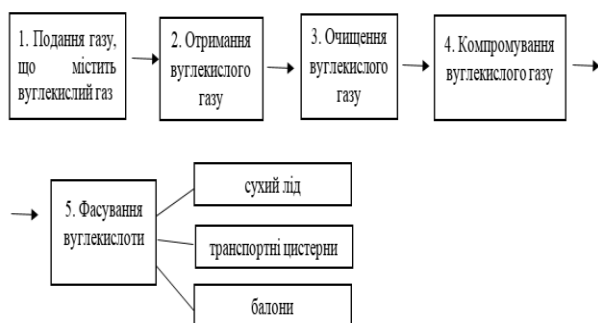 1. Подання газу,
що містить
вуглекислий газ
2. Отримання
вуглекислого
газу
3. Очищення
вуглекислого
газу
4. Компромування
вуглекислого газу
5. Фасування
вуглекислоти
сухий лід
транспортні цистерни
балони